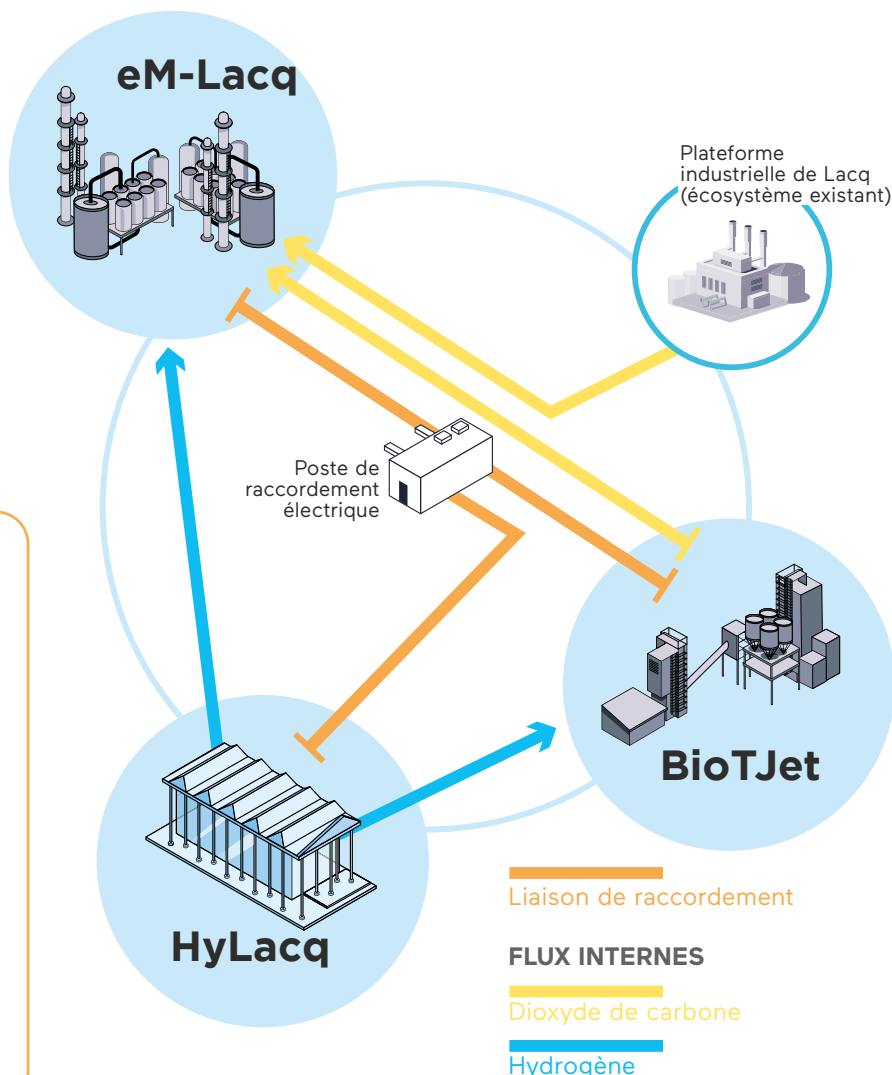 eM-Lacq
Plateforme
industrielle de Lacq
(écosystème existant)
Poste de
raccordement
électrique
BioTJet
HyLacq
Liaison de raccordement
FLUX INTERNES
Dioxyde de carbone
Hydrogène